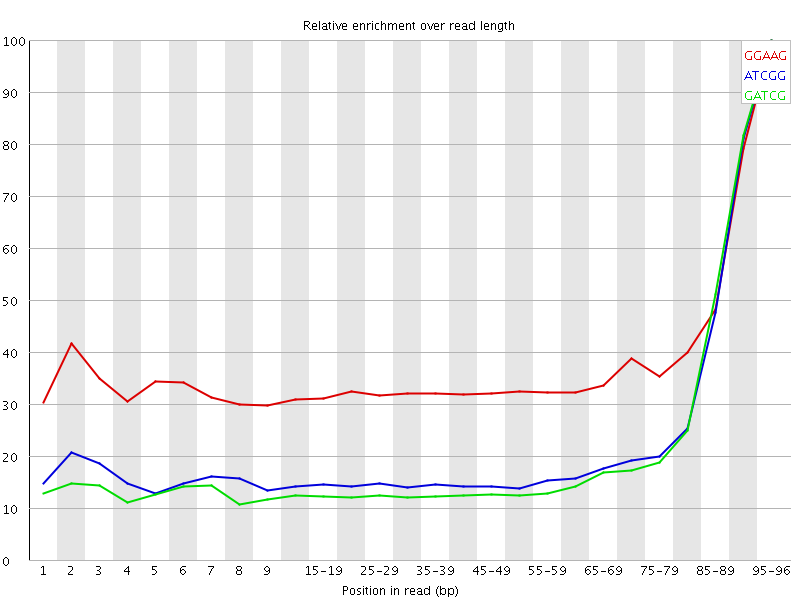 Relative enrichment over read length
100
90
80
70
60
50
40
30
20
10
0
GGAAG
ATCGG
GATCG
1 2 3 4 5 6 7 8 9 15-19 25-29 35-39 45-49 55-59 65-69 75-79 85-89 95-96
Position in read (bp)